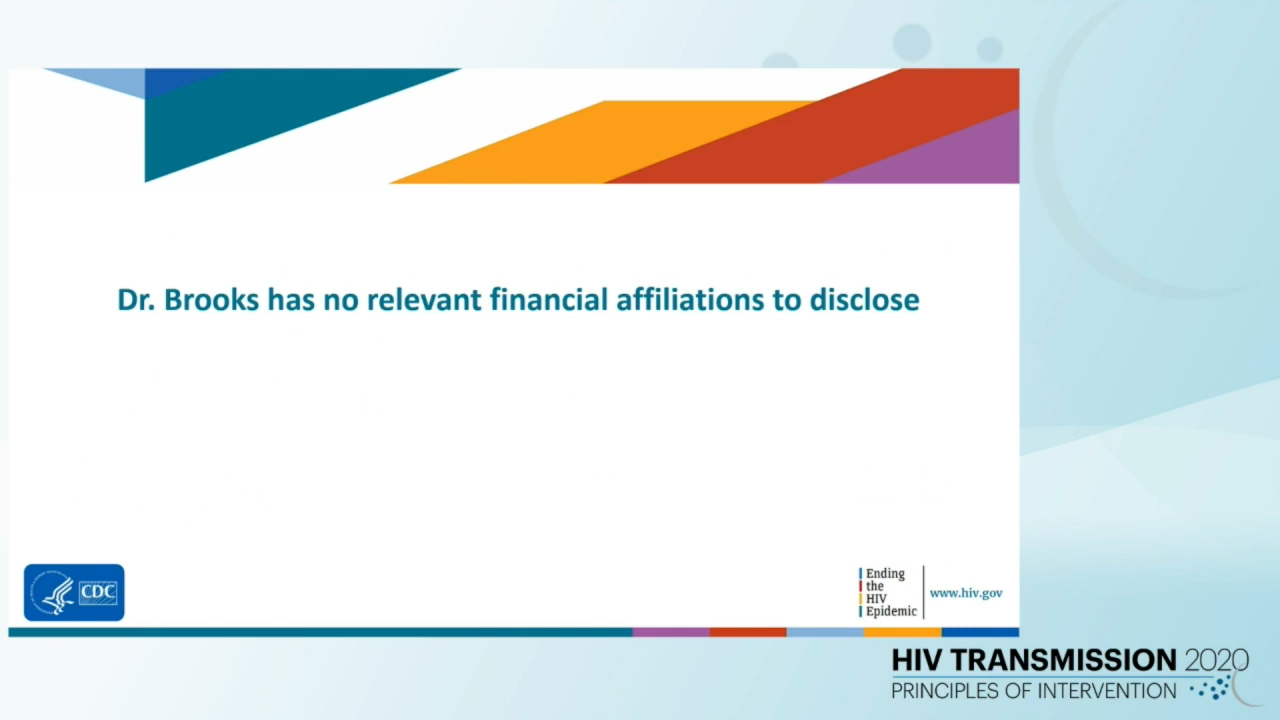 Dr. Brooks has no relevant financial affiliations to disclose
CDC
Ending
the
HIV
Epidemic
www.hiv.gov
HIV TRANSMISSION 2020
PRINCIPLES OF INTERVENTION